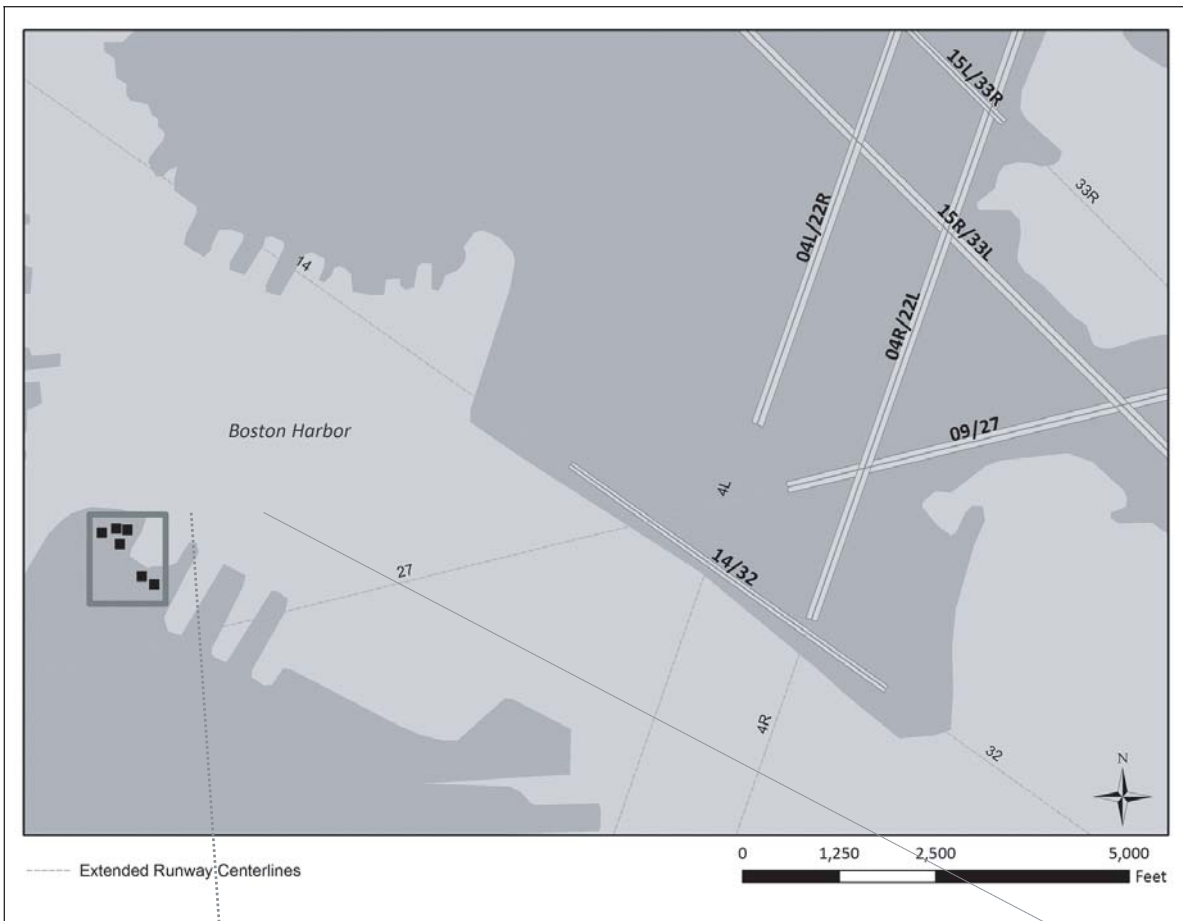 15L/33R
33R
04L/22R
15R/33L
14
04R/22L
Boston Harbor
09/27
4L
27
14/32
4R
32
N
Extended Runway Centerlines
0 1,250 2,500 5,000
Feet